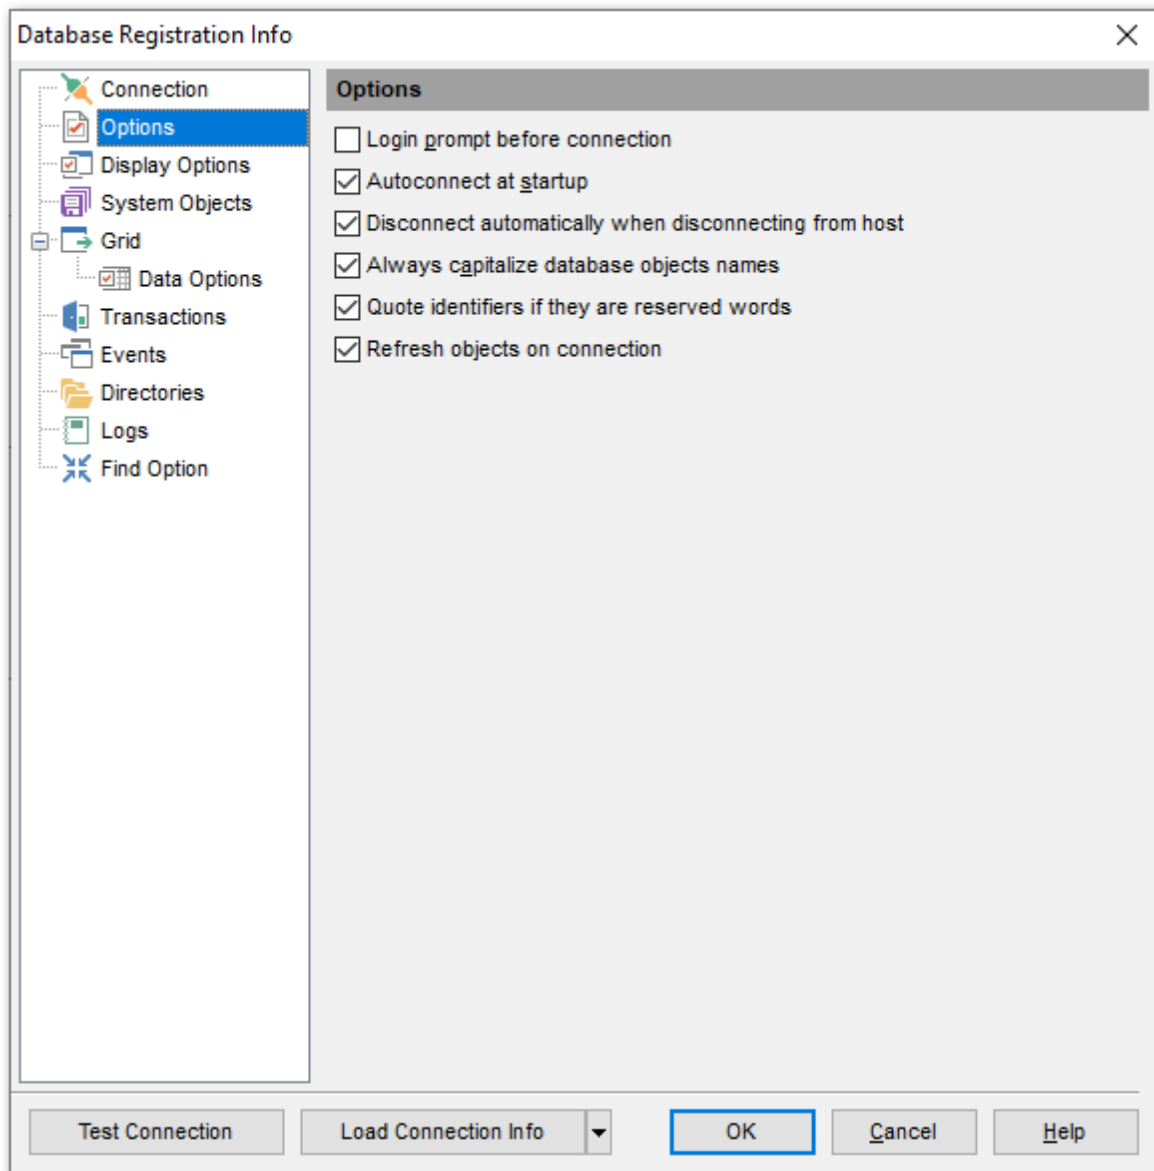 Database Registration Info
Connection
Options
Display Options
System Objects
Grid
Data Options
Transactions
Events
Directories
Logs
Find Option
Options
Login prompt before connection
Autoconnect at startup
Disconnect automatically when disconnecting from host
Always capitalize database objects names
Quote identifiers if they are reserved words
Refresh objects on connection
Test Connection
Load Connection Info
OK
Cancel
Help